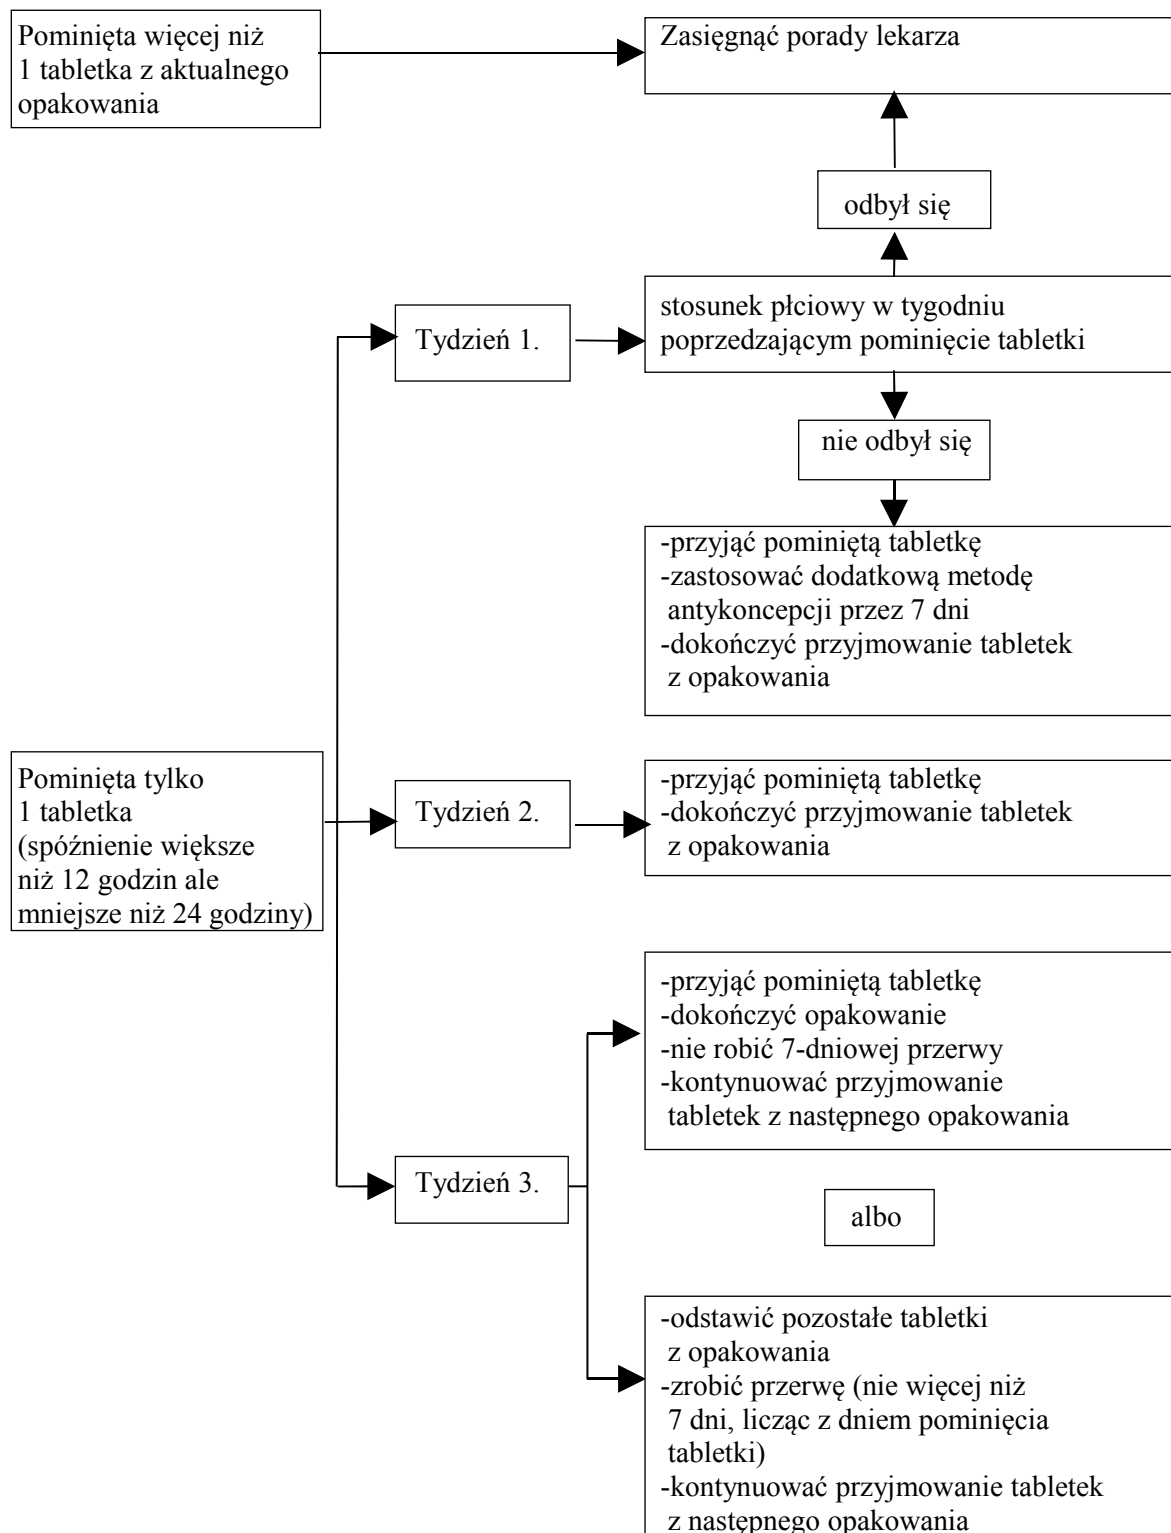 Pominięta więcej niż
1 tabletka z aktualnego
opakowania
Zasięgnąć porady lekarza
odbył się
stosunek płciowy w tygodniu
poprzedzającym pominięcie tabletki
Tydzień 1.
nie odbył się
-przyjąć pominiętą tabletkę
-zastosować dodatkową metodę
antykoncepcji przez 7 dni
-dokończyć przyjmowanie tabletek
z opakowania
Pominięta tylko
1 tabletka
(spóźnienie większe
niż 12 godzin ale
mniejsze niż 24 godziny)
Tydzień 2.
-przyjąć pominiętą tabletkę
-dokończyć przyjmowanie tabletek
z opakowania
Tydzień 3.
-przyjąć pominiętą tabletkę
-dokończyć opakowanie
-nie robić 7-dniowej przerwy
-kontynuować przyjmowanie
tabletek z następnego opakowania
albo
-odstawić pozostałe tabletki
z opakowania
-zrobić przerwę (nie więcej niż
7 dni, licząc z dniem pominięcia
tabletki)
-kontynuować przyjmowanie tabletek
z następnego opakowania